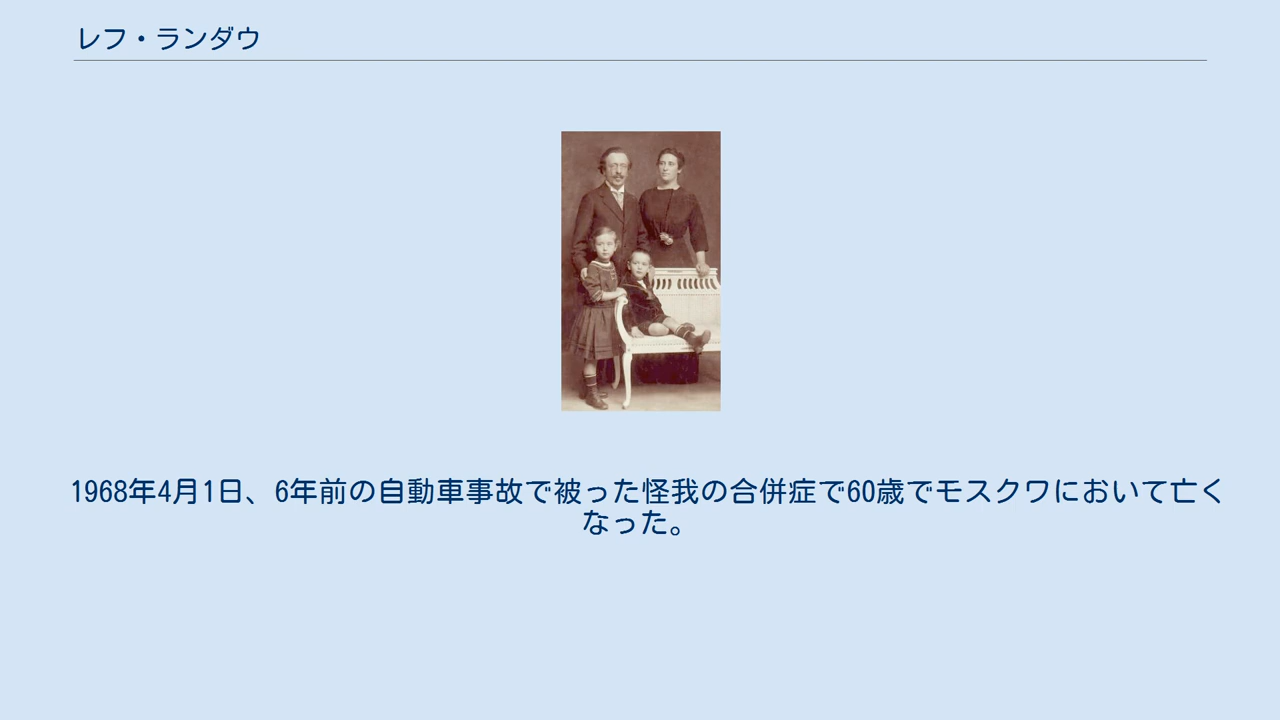 レフ・ランダウ
1968年4月1日、6年前の自動車事故で被った怪我の合併症で60歳でモスクワにおいて亡く
なった。